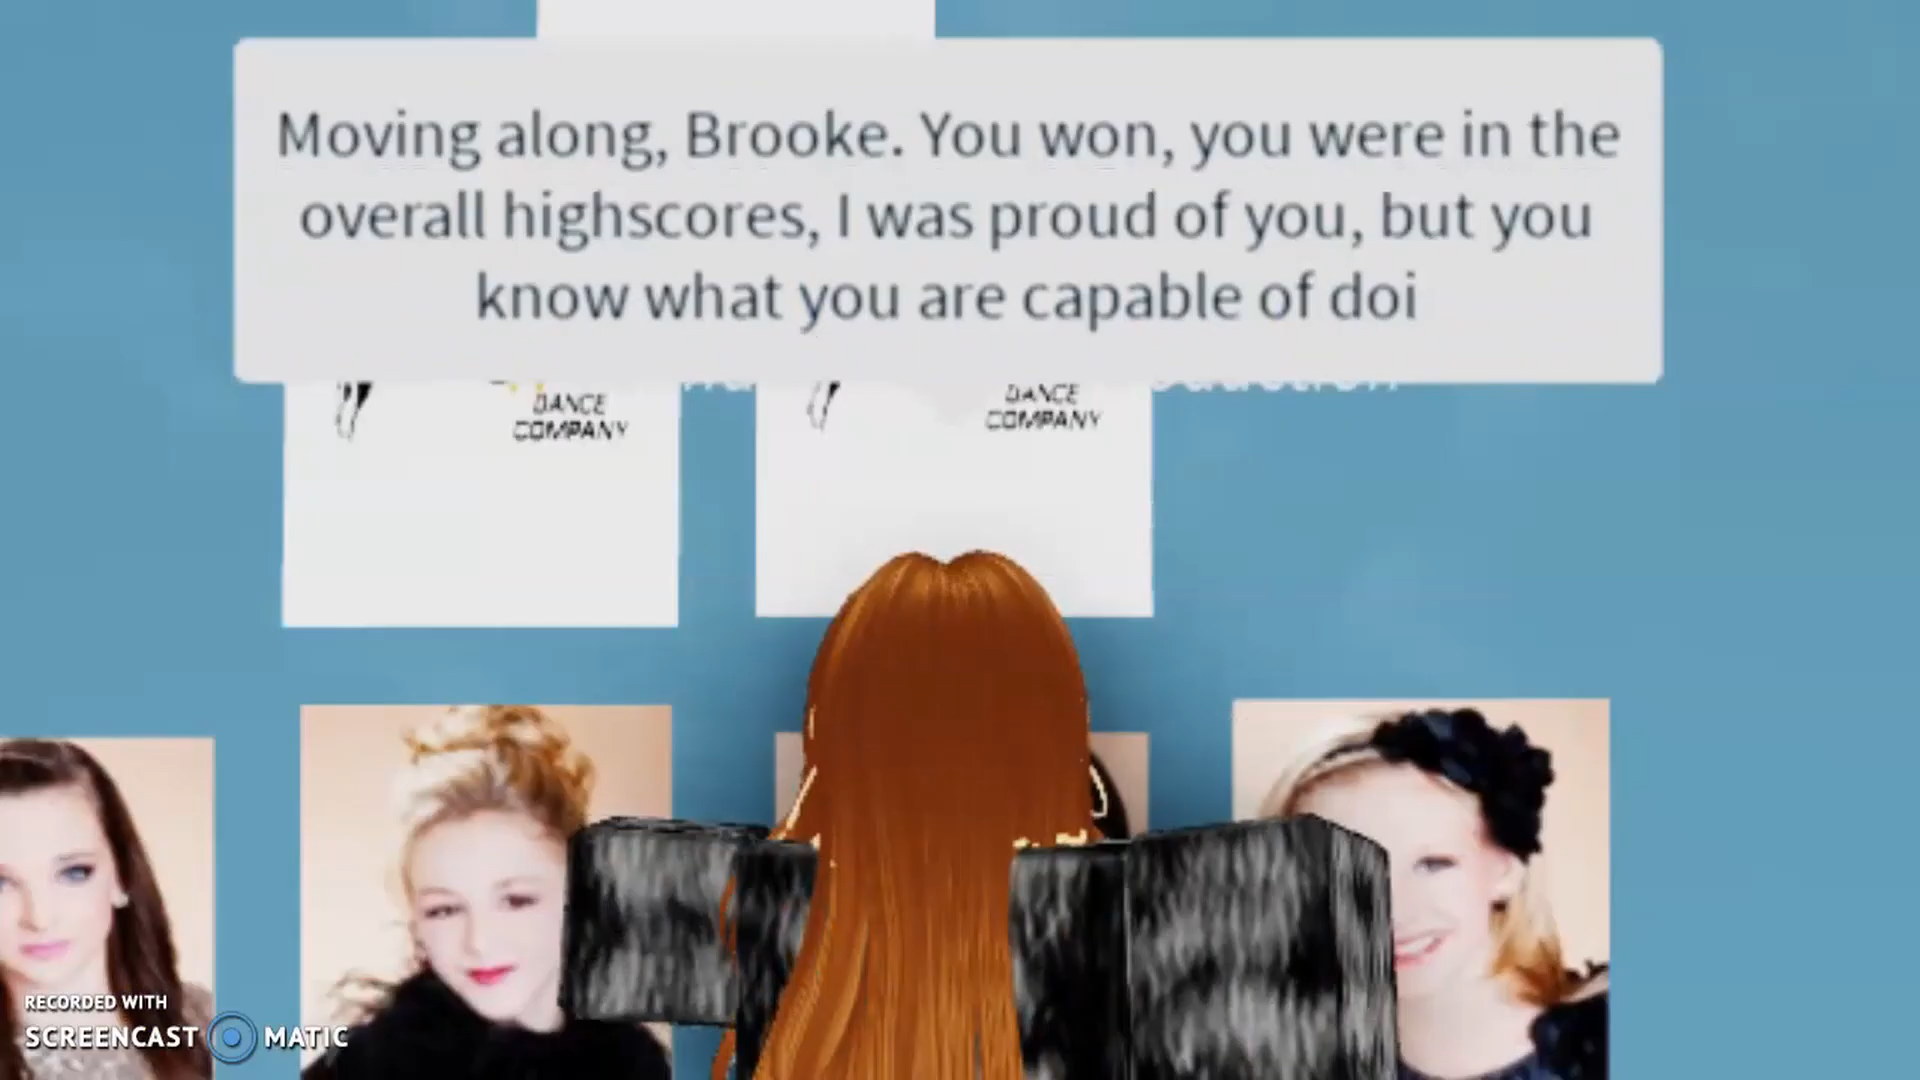 Moving along, Brooke. You won, you were in the
overall highscores, I was proud of you, but you
know what you are capable of doi
DANCE
COMPANY
DANCE
COMPANY
RECORDED WITH
SCREENCAST MATIC